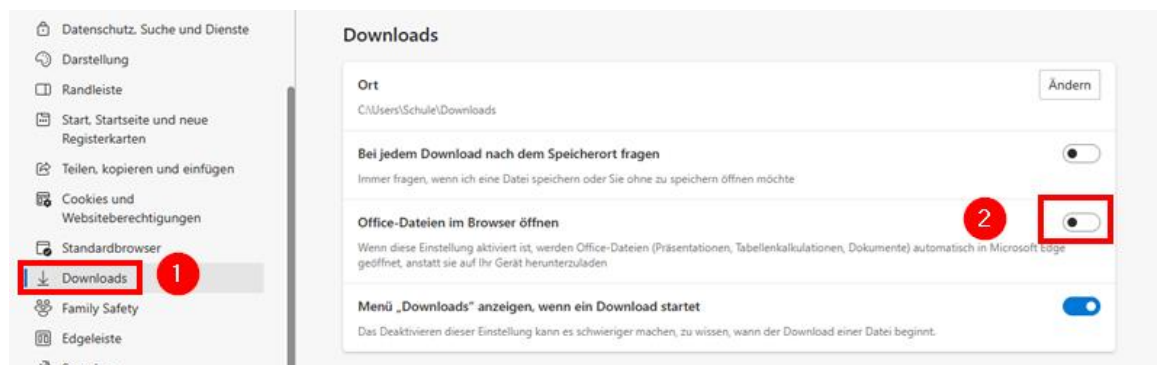 Datenschutz, Suche und Dienste
Darstellung
Randleiste
Start, Startseite und neue
Registerkarten
Teilen, kopieren und einfügen
Cookies und
Websiteberechtigungen
Standardbrowser
Downloads
1
Family Safety
Edgeleiste
Downloads
Ort
Ändern
C:\Users\Schule\Downloads
Bei jedem Download nach dem Speicherort fragen
Immer fragen, wenn ich eine Datei speichern oder Sie ohne zu speichern öffnen möchte
Office-Dateien im Browser öffnen
2
Wenn diese Einstellung aktiviert ist, werden Office-Dateien (Präsentationen, Tabellenkalkulationen, Dokumente) automatisch in Microsoft Edge
geöffnet, anstatt sie auf Ihr Gerät herunterzuladen
Menü „Downloads" anzeigen, wenn ein Download startet
Das Deaktivieren dieser Einstellung kann es schwieriger machen, zu wissen, wann der Download einer Datei beginnt.